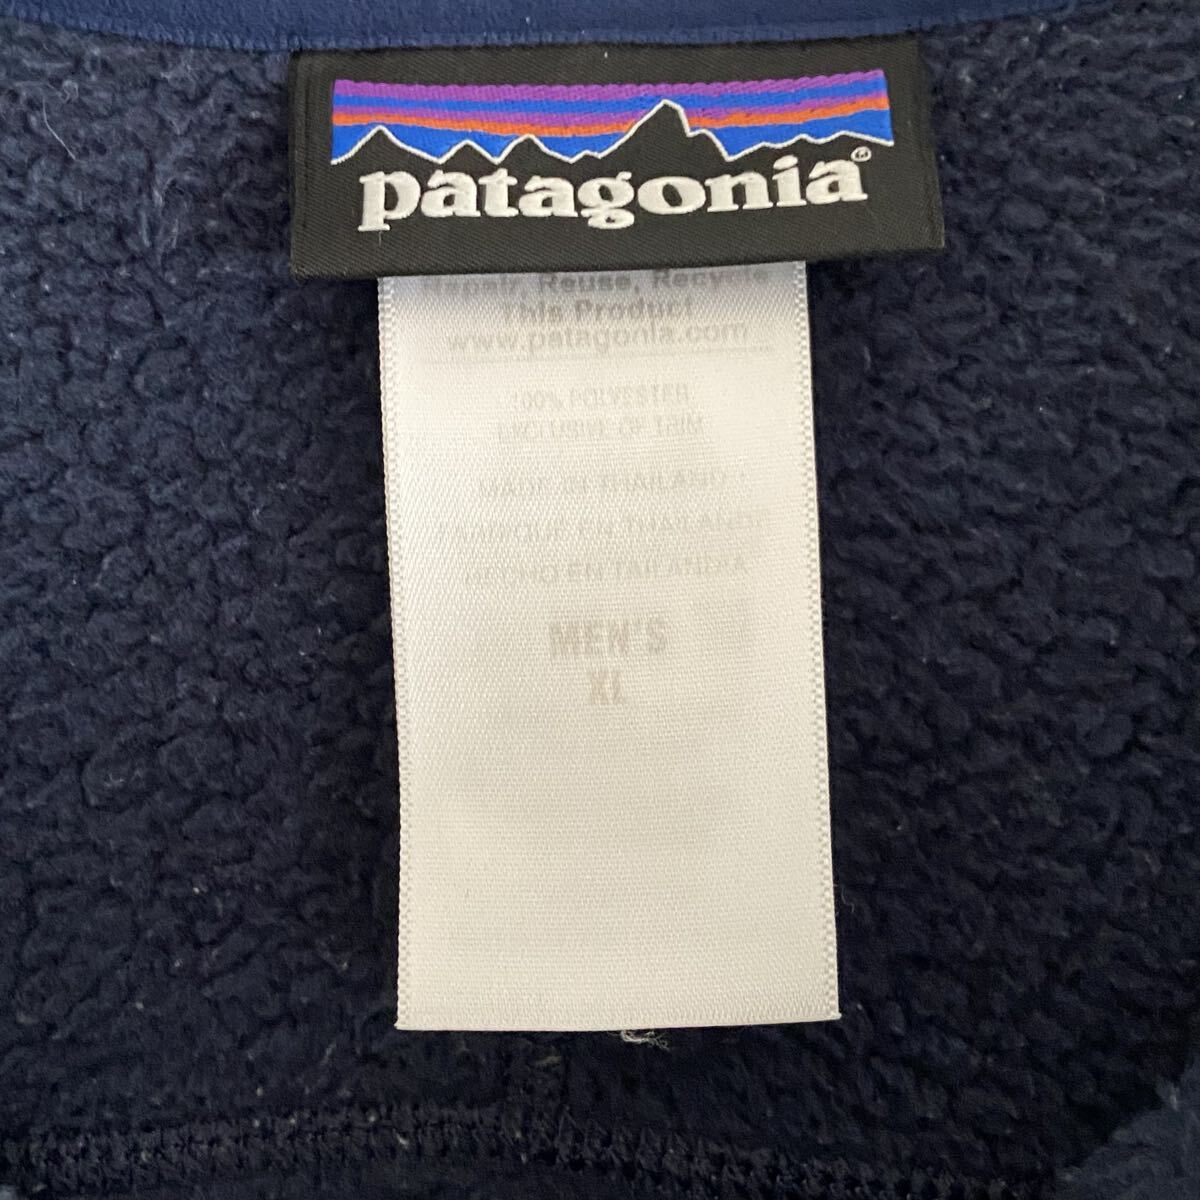 patagonia®
Repair, Reuse, Recycle
This Product
www.patagonia.com
100% POLYESTER
EXCLUSIVE OF TRIM
MADE IN THAILAND
FABRIQUÉ EN THAILANDE
HECHO EN TAILANDIA
MEN'S
XL